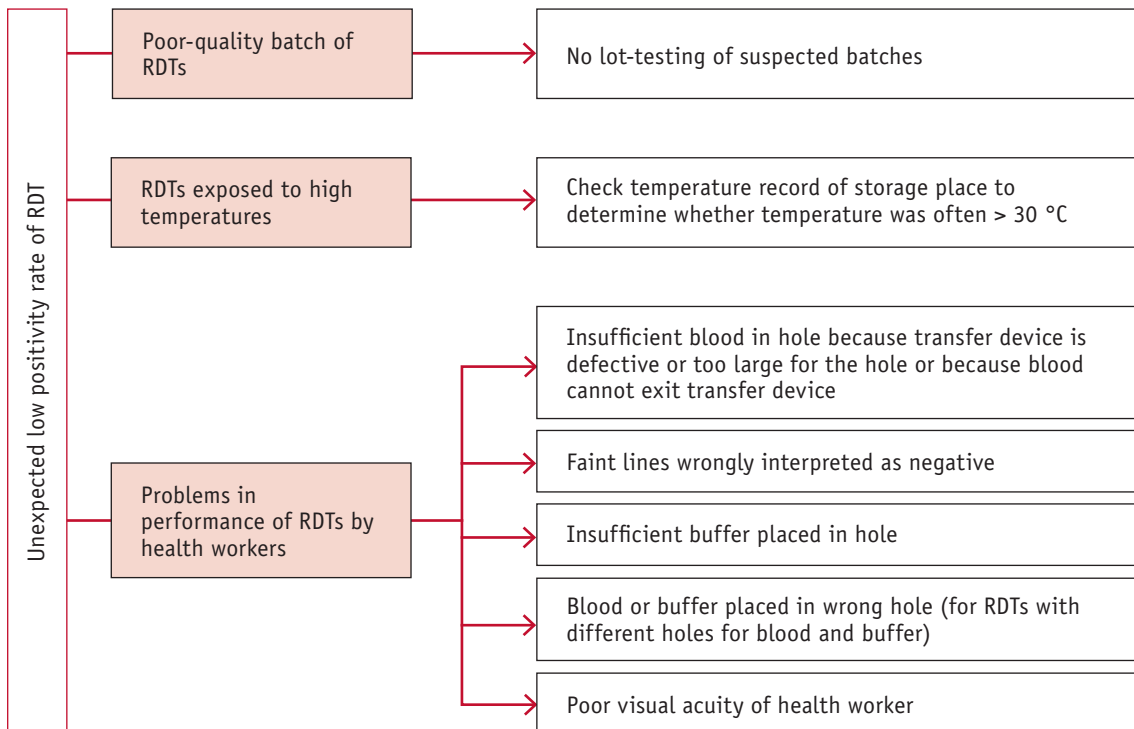 Unexpected low positivity rate of RDT
Poor-quality batch of
RDTs
No lot-testing of suspected batches
RDTs exposed to high
temperatures
Check temperature record of storage place to
determine whether temperature was often > 30 °C
Problems in
performance of RDTs by
health workers
Insufficient blood in hole because transfer device is
defective or too large for the hole or because blood
cannot exit transfer device
Faint lines wrongly interpreted as negative
Insufficient buffer placed in hole
Blood or buffer placed in wrong hole (for RDTs with
different holes for blood and buffer)
Poor visual acuity of health worker